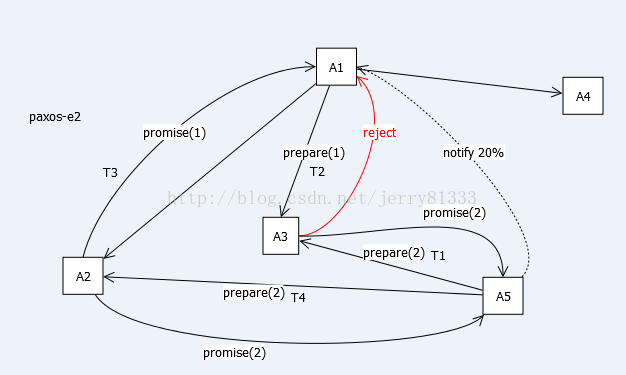 A1
A4
paxos-e2
promise(1)
reject
prepare(1)
notify 20%
T3
T2
http://blog.csdn.net/jerry81333
promise(2)
A3
prepare(2)
T1
A2
prepare(2)
T4
A5
promise(2)